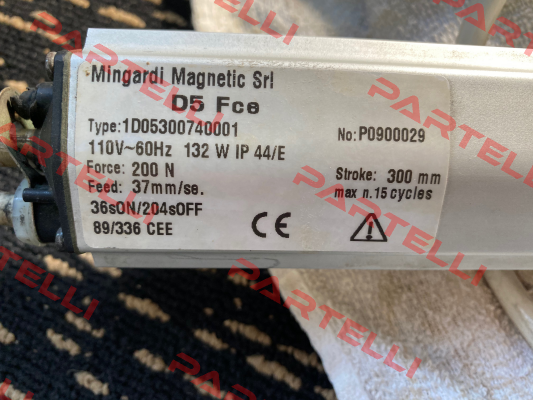 Mingardi Magnetic Srl
D5 Fce
Type:1D05300740001 No:P0900029
110V~60Hz 132 W IP 44/E
Force: 200 N Stroke: 300 mm
Feed: 37mm/se. max n.15 cycles
36sON/204sOFF
89/336 CEE
CE
PARTELLI
PARTELLI
PARTELLI
PARTELLI
PARTELLI
PARTELLI